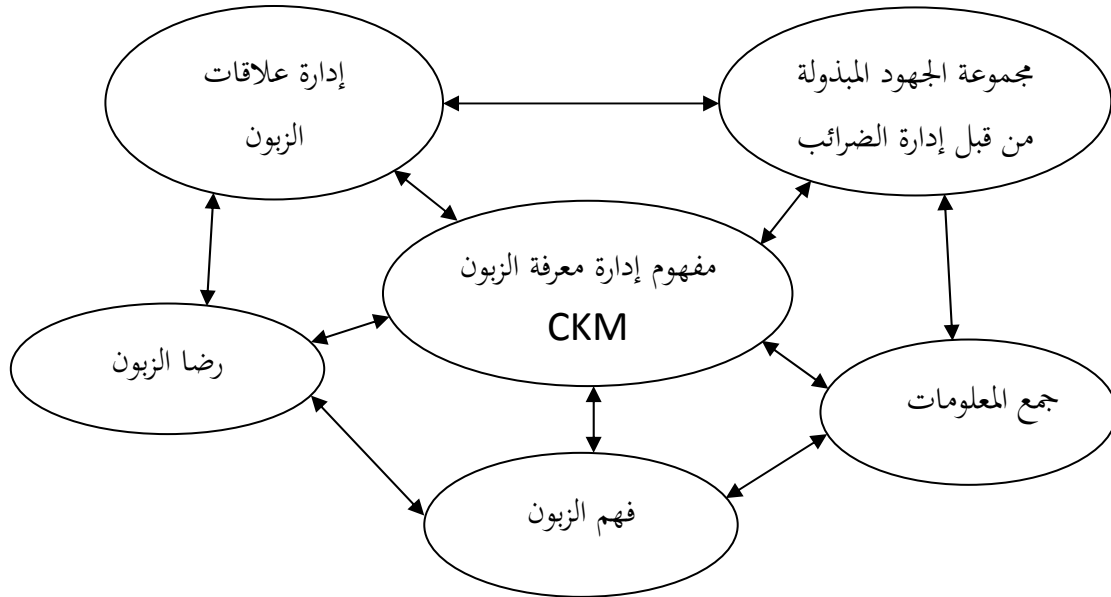 مجموعة الجهود المبذولة
من قبل إدارة الضرائب
إدارة علاقات
الزبون
مفهوم إدارة معرفة الزبون
CKM
رضا الزبون
جمع المعلومات
فهم الزبون